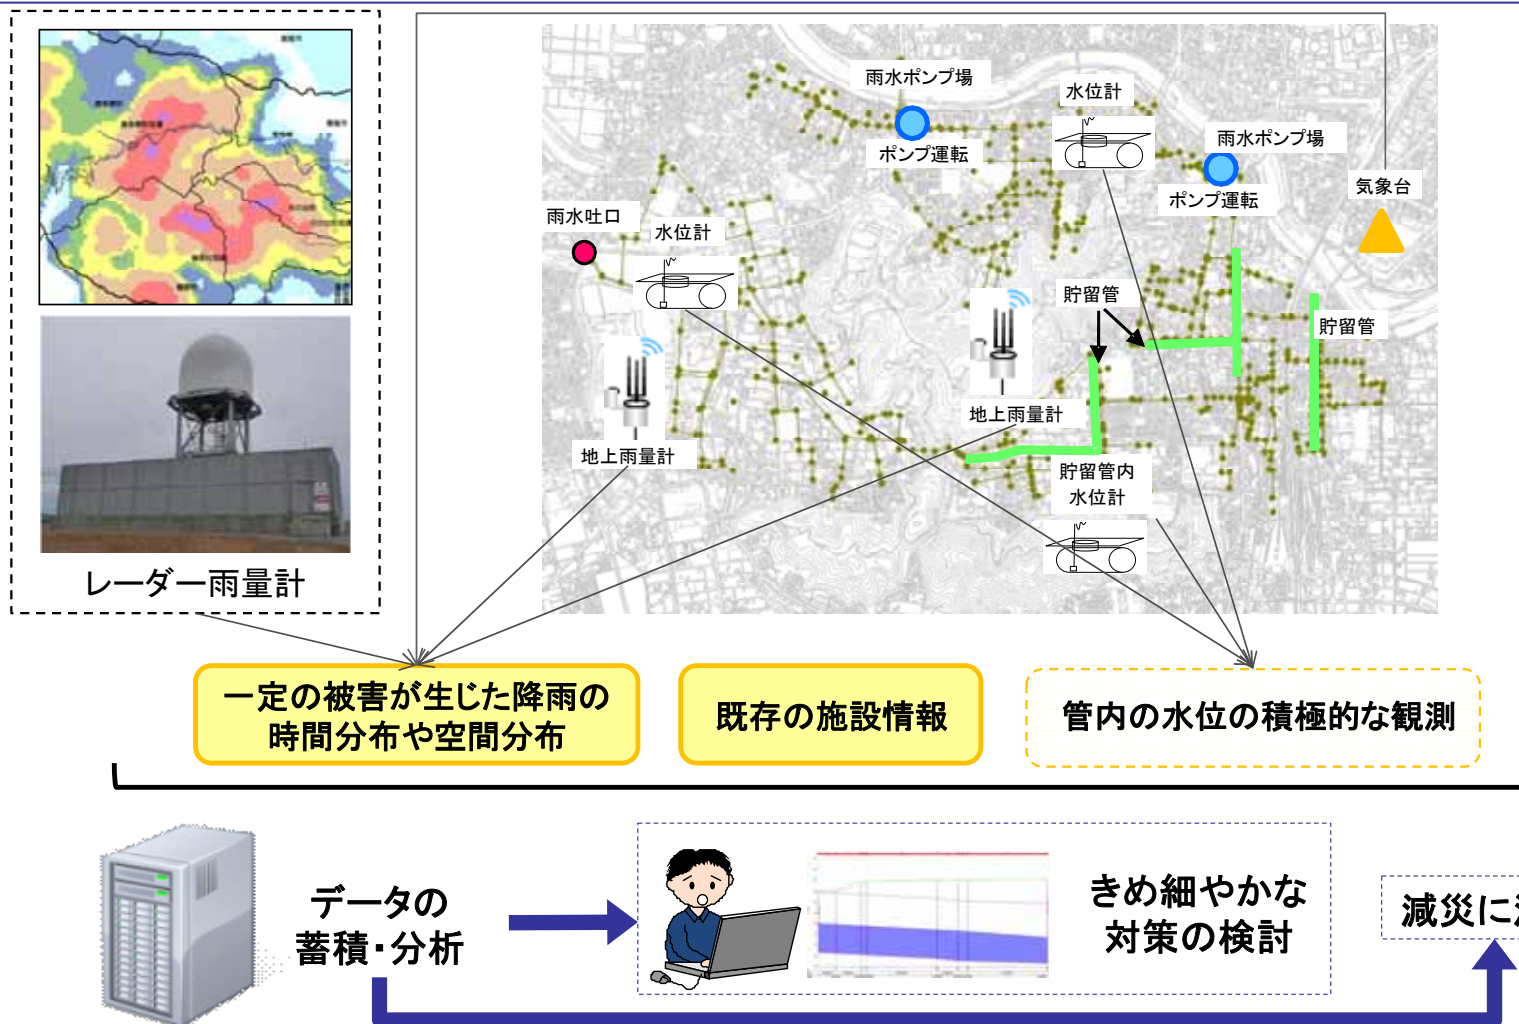 雨水ポンプ場
水位計
雨水ポンプ場
ポンプ運転
ポンプ運転
気象台
雨水吐口
水位計
貯留管
貯留管
地上雨量計
地上雨量計
貯留管内
水位計
レーダー雨量計
一定の被害が生じた降雨の
時間分布や空間分布
既存の施設情報
管内の水位の積極的な観測
データの
蓄積・分析
きめ細やかな
対策の検討
減災に